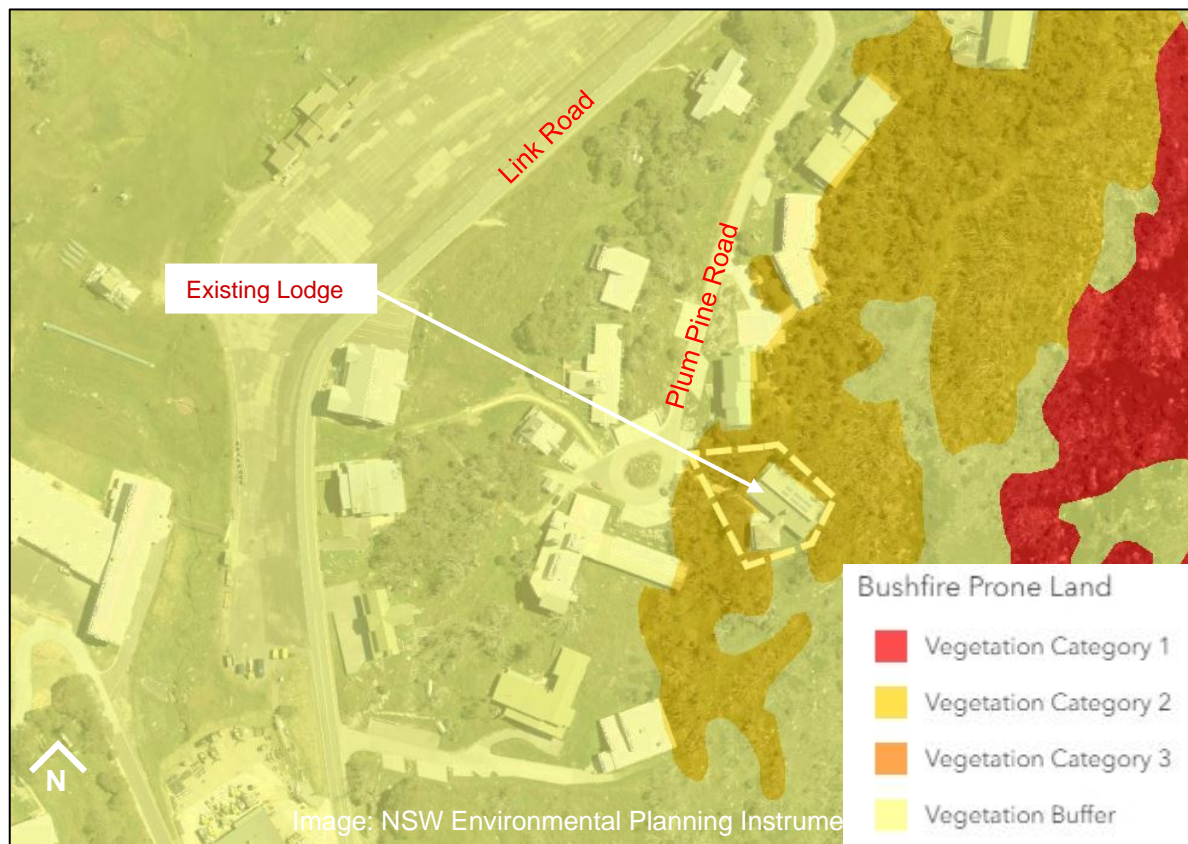 Link Road
Existing Lodge
Plum Pine Road
Bushfire Prone Land
Vegetation Category 1
Vegetation Category 2
Vegetation Category 3
Vegetation Buffer
N
Image: NSW Environmental Planning Instrume